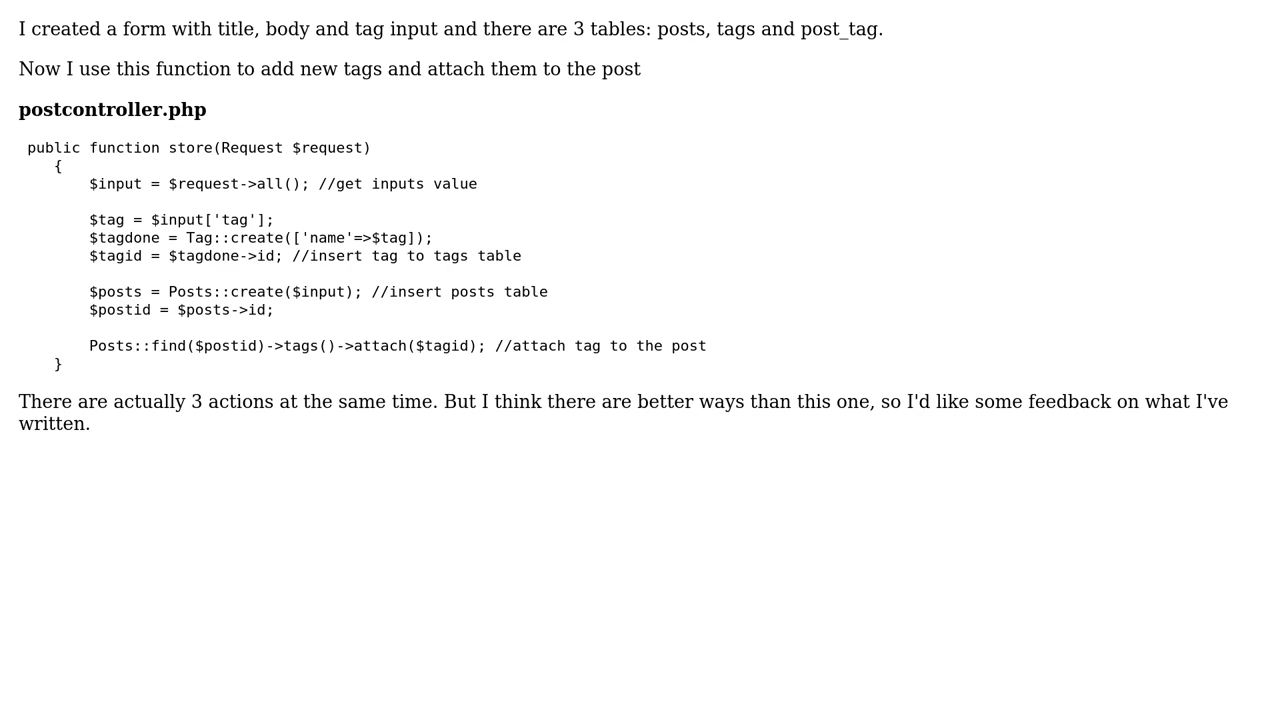 I created a form with title, body and tag input and there are 3 tables: posts, tags and post_tag.
Now I use this function to add new tags and attach them to the post
postcontroller.php
public function store(Request $request)
{
$input = $request->all(); //get inputs value
$tag = $input['tag'];
$tagdone = Tag::create(['name'=>$tag]);
$tagid = $tagdone->id; //insert tag to tags table
$posts = Posts::create($input); //insert posts table
$postid = $posts->id;
Posts::find($postid)->tags()->attach($tagid); //attach tag to the post
}
There are actually 3 actions at the same time. But I think there are better ways than this one, so I'd like some feedback on what I've
written.